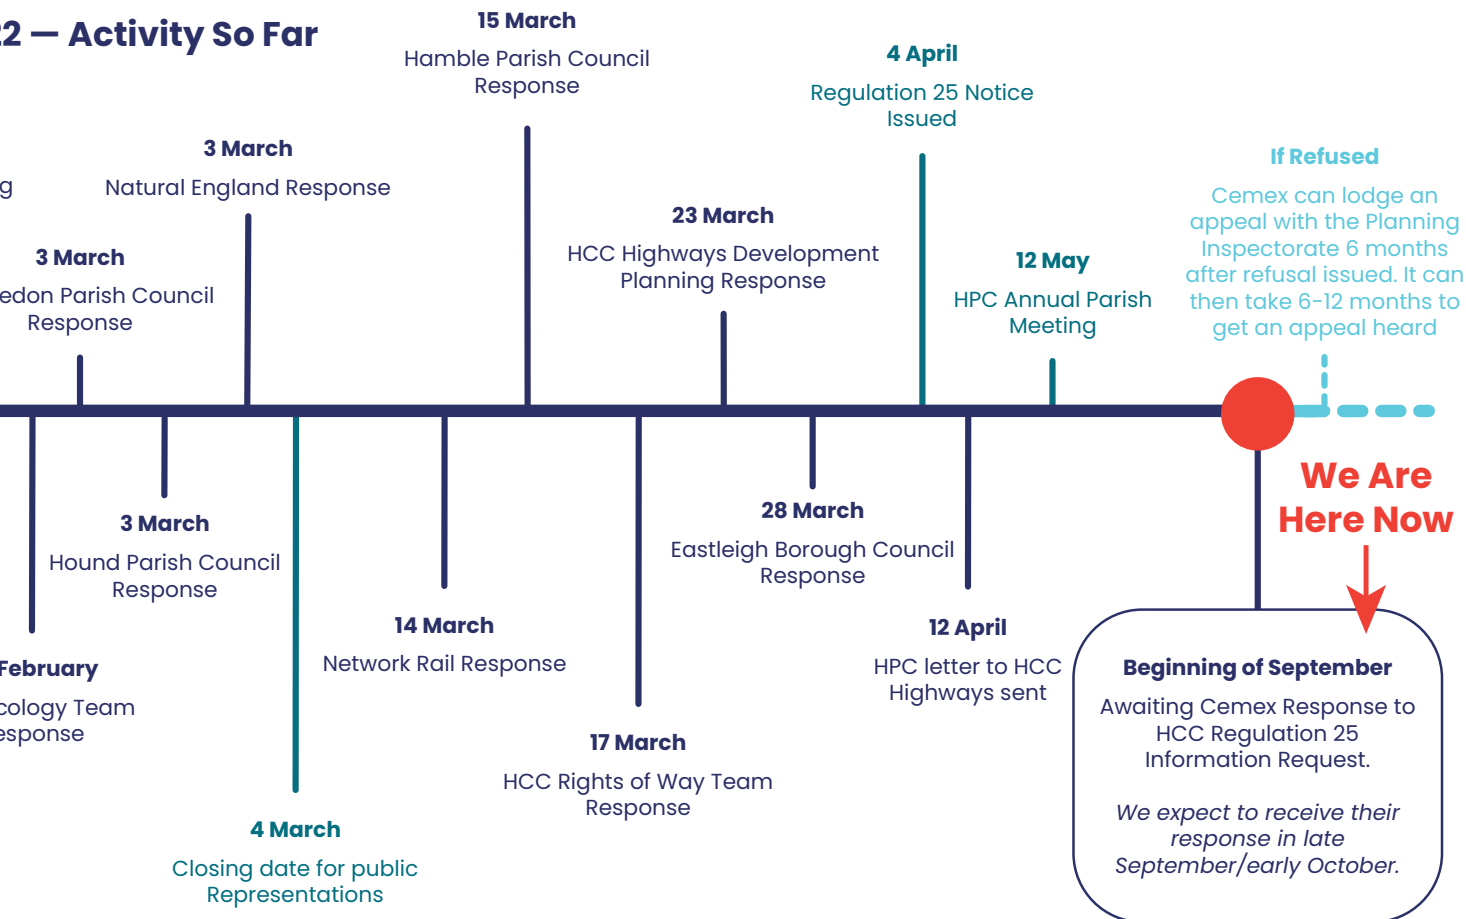 22 — Activity So Far
15 March
Hamble Parish Council
Response
4 April
Regulation 25 Notice
Issued
3 March
Natural England Response
If Refused
Cemex can lodge an
appeal with the Planning
Inspectorate 6 months
after refusal issued. It can
then take 6-12 months to
get an appeal heard
23 March
HCC Highways Development
Planning Response
3 March
Parish Council
Response
12 May
HPC Annual Parish
Meeting
We Are
Here Now
3 March
Hound Parish Council
Response
28 March
Eastleigh Borough Council
Response
14 March
Network Rail Response
12 April
HPC letter to HCC
Highways sent
February
Team
17 March
HCC Rights of Way Team
Response
4 March
Closing date for public
Representations
Beginning of September
Awaiting Cemex Response to
HCC Regulation 25
Information Request.
We expect to receive their
response in late
September/early October.